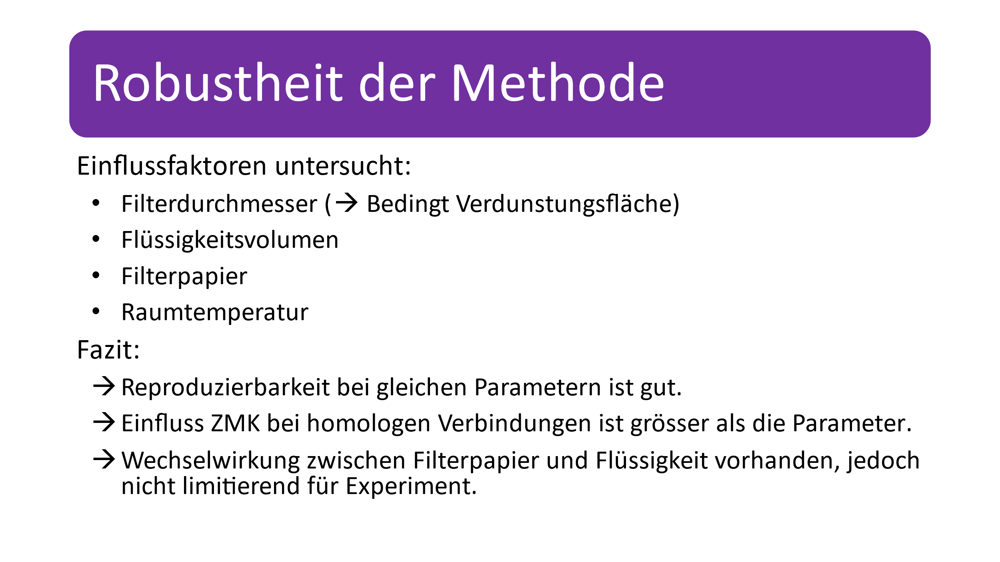 Robustheit der Methode
Einflussfaktoren untersucht:
• Filterdurchmesser (→ Bedingt Verdunstungsfläche)
• Flüssigkeitsvolumen
• Filterpapier
• Raumtemperatur
Fazit:
→ Reproduzierbarkeit bei gleichen Parametern ist gut.
→ Einfluss ZMK bei homologen Verbindungen ist grösser als die Parameter.
→ Wechselwirkung zwischen Filterpapier und Flüssigkeit vorhanden, jedoch
nicht limitierend für Experiment.